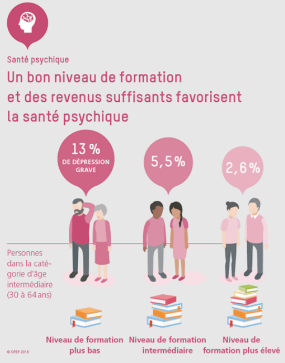 Santé psychique
Un bon niveau de formation
et des revenus suffisants favorisent
la santé psychique
13 %
DE DÉPRESSION
GRAVE
5,5 %
2,6 %
Personnes
dans la caté-
gorie d'âge
intermédiaire
(30 à 64 ans)
Niveau de formation
plus bas
Niveau de formation
intermédiaire
Niveau de
formation plus élevé